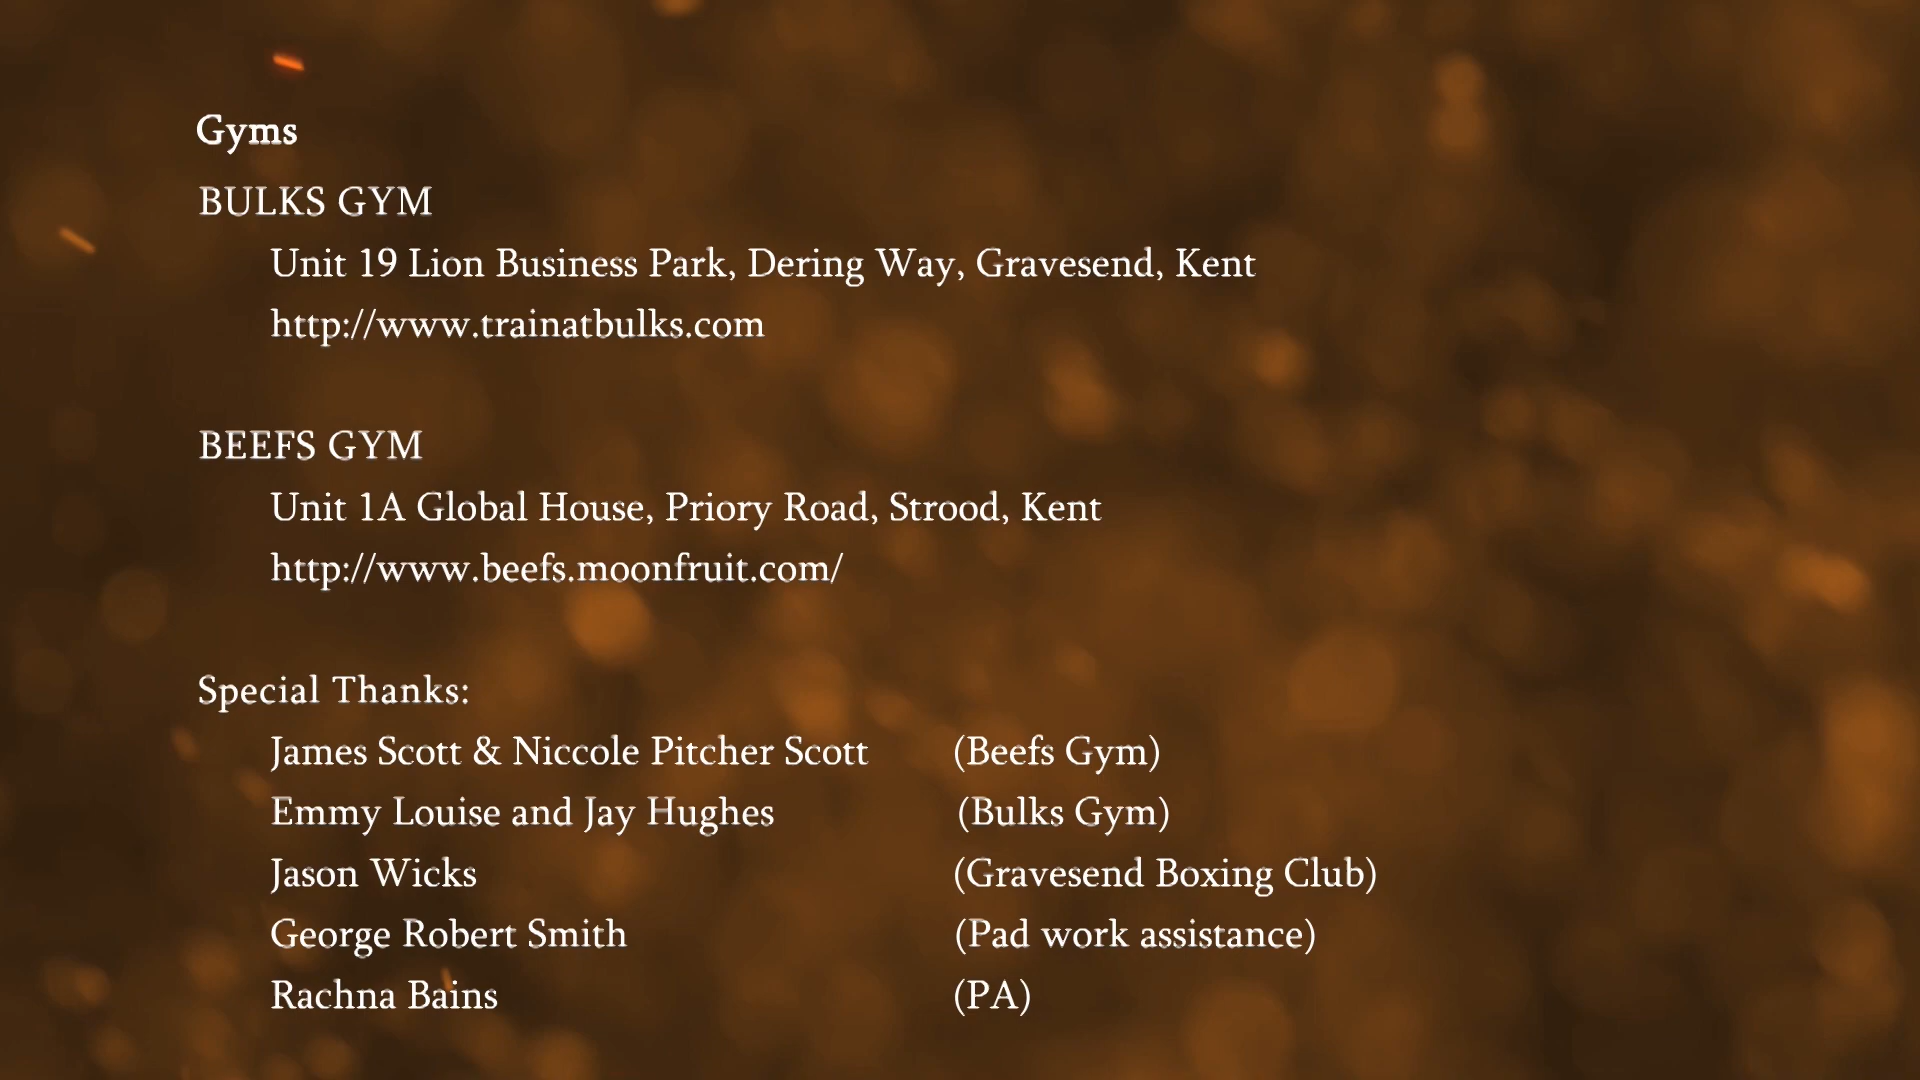 Gyms
BULKS GYM
Unit 19 Lion Business Park, Dering Way, Gravesend, Kent
http://www.trainatbulks.com
BEEFS GYM
Unit 1A Global House, Priory Road, Strood, Kent
http://www.beefs.moonfruit.com/
Special Thanks:
James Scott & Niccole Pitcher Scott (Beefs Gym)
Emmy Louise and Jay Hughes (Bulks Gym)
Jason Wicks (Gravesend Boxing Club)
George Robert Smith (Pad work assistance)
Rachna Bains (PA)